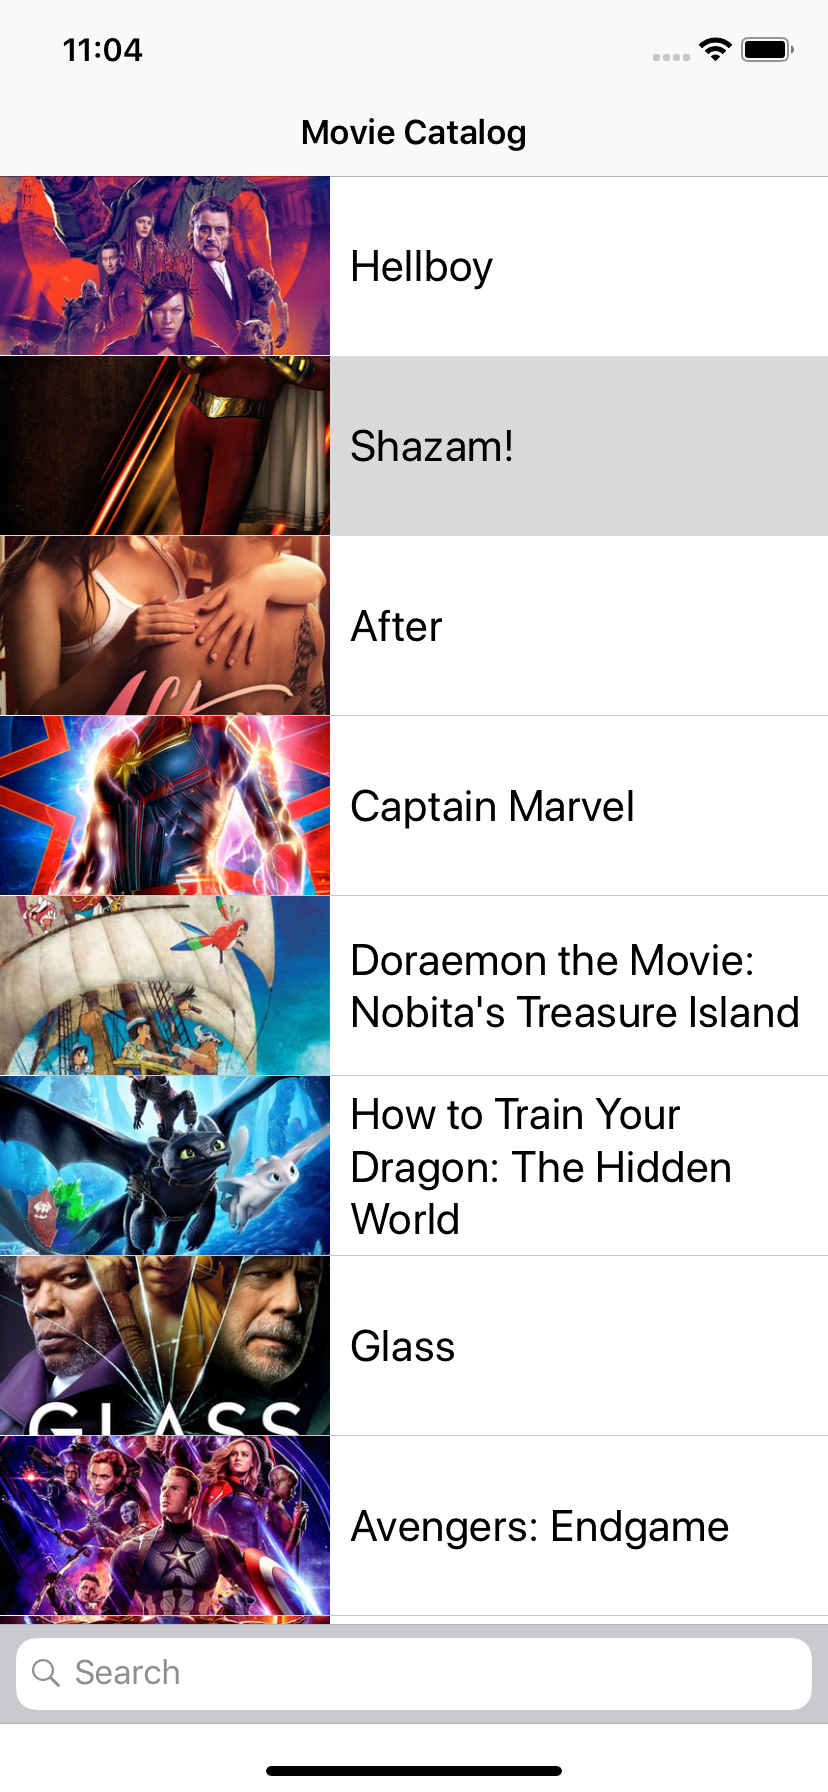 11:04
Movie Catalog
Hellboy
Shazam!
After
Captain Marvel
Doraemon the Movie:
Nobita's Treasure Island
How to Train Your
Dragon: The Hidden
World
GLASS
Glass
Avengers: Endgame
Search